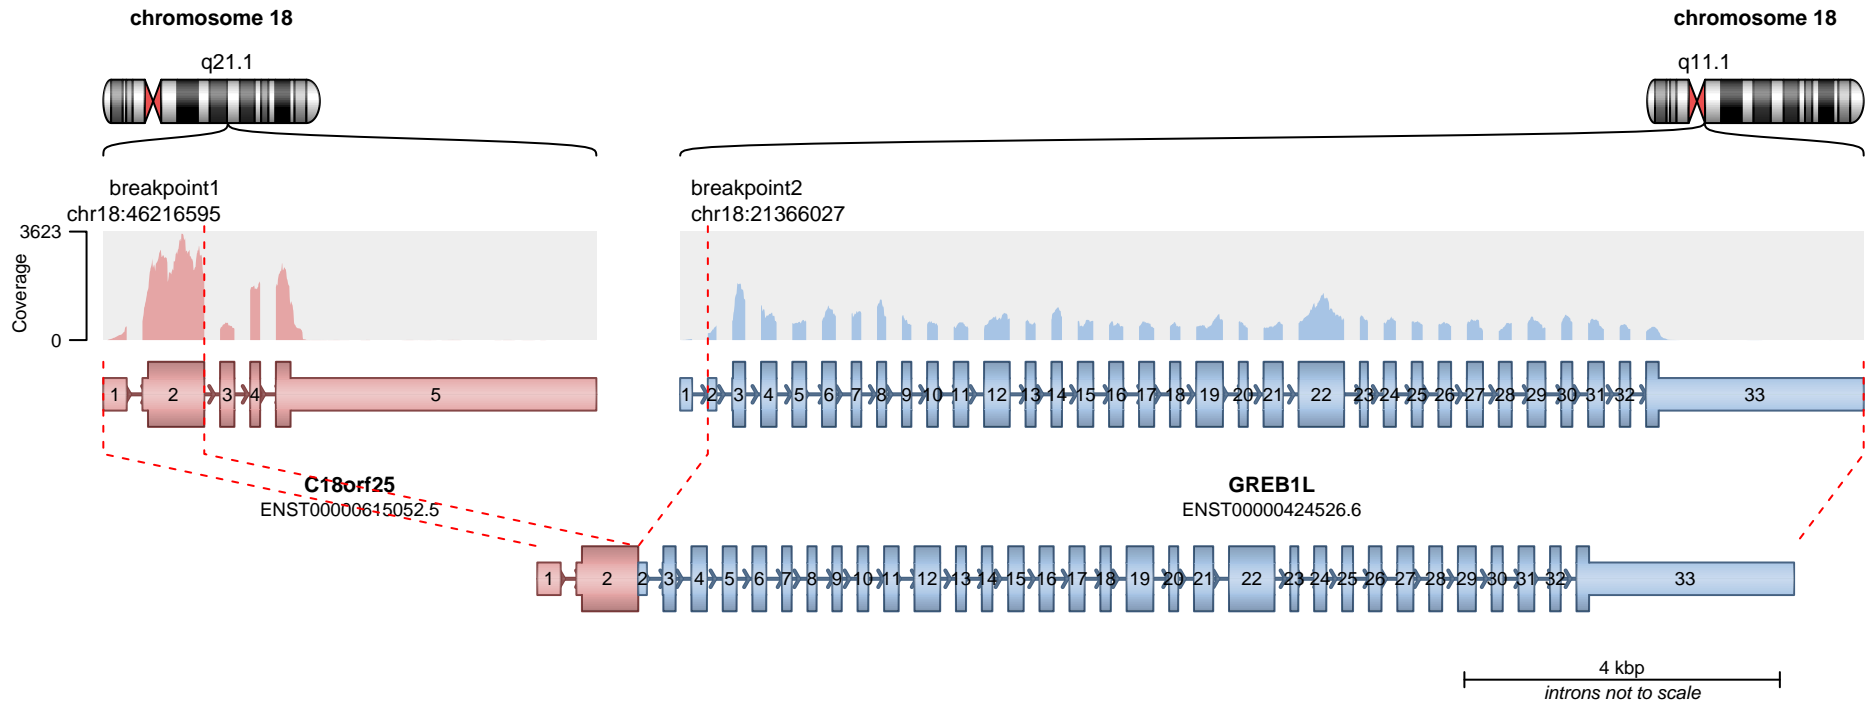 chromosome 18
chromosome 18
q21.1
q11.1
breakpoint1
chr18:46216595
breakpoint2
chr18:21366027
3623
Coverage
0
1 2 3 4 5
1 2 3 4 5 6 7 8 9 10 11 12 13 14 15 16 17 18 19 20 21 22 23 24 25 26 27 28 29 30 31 32 33
C18orf25
ENST00000615052.5
GREB1L
ENST00000424526.6
1 2 2 3 4 5 6 7 8 9 10 11 12 13 14 15 16 17 18 19 20 21 22 23 24 25 26 27 28 29 30 31 32 33
4 kbp
introns not to scale